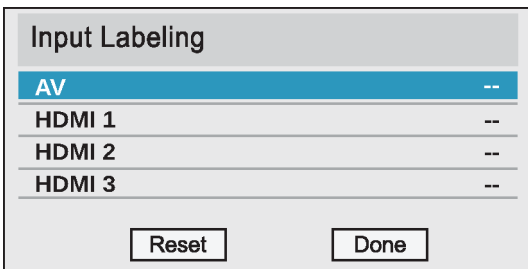 Input Labeling
AV --
HDMI 1 --
HDMI 2 --
HDMI 3 --
Reset Done